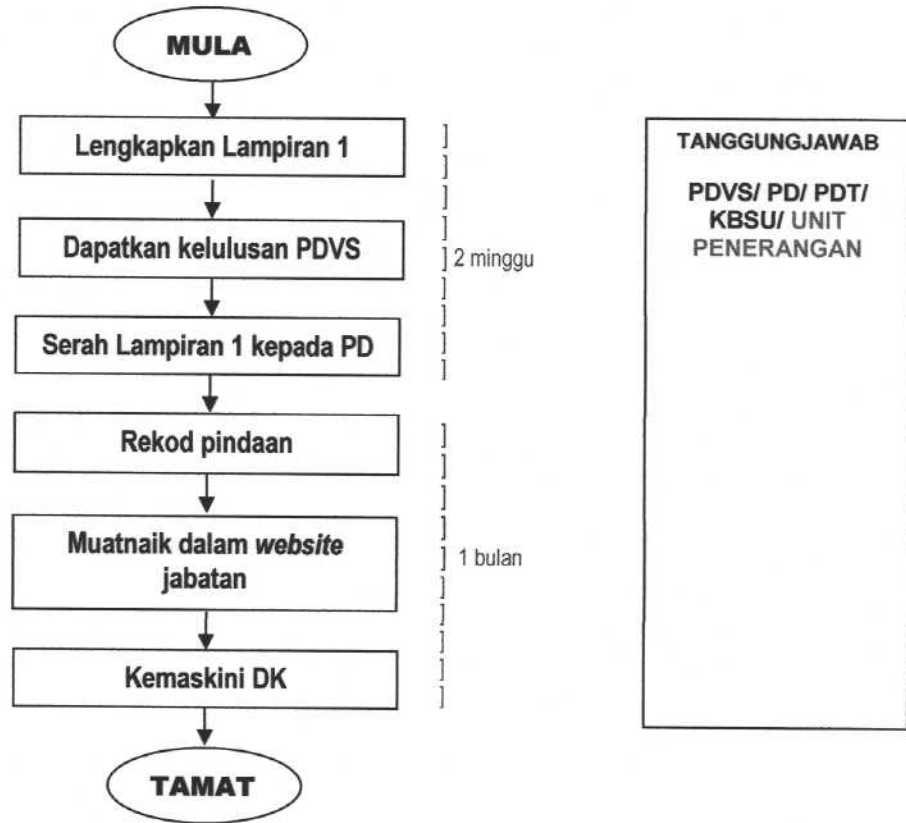 MULA
Lengkapkan Lampiran 1
Dapatkan kelulusan PDVS
Serah Lampiran 1 kepada PD
2 minggu
Rekod pindaan
Muatnaik dalam website
jabatan
1 bulan
Kemaskini DK
TAMAT
TANGGUNGJAWAB
PDVS/ PD/ PDT/
KBSU/ UNIT
PENERANGAN